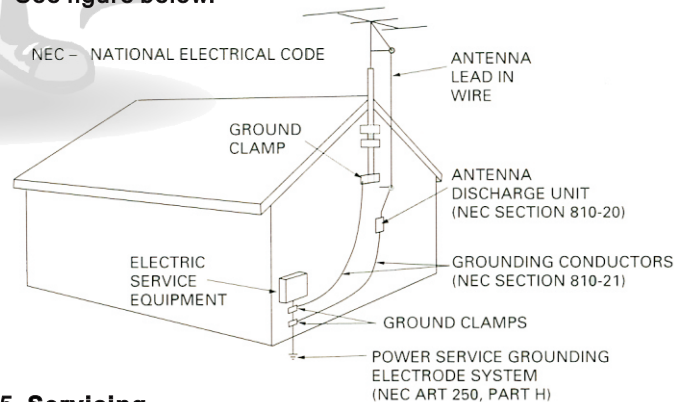 See figure below.
NEC – NATIONAL ELECTRICAL CODE
ANTENNA
LEAD IN
WIRE
GROUND
CLAMP
ANTENNA
DISCHARGE UNIT
(NEC SECTION 810-20)
ELECTRIC
SERVICE
EQUIPMENT
GROUNDING CONDUCTORS
(NEC SECTION 810-21)
GROUND CLAMPS
POWER SERVICE GROUNDING
ELECTRODE SYSTEM
(NEC ART 250, PART H)
5. Servicing